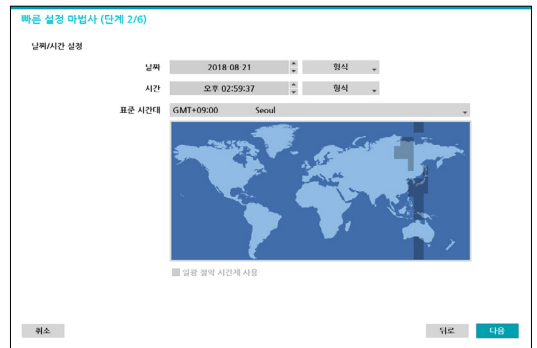 빠른 설정 마법사 (단계 2/6)
날짜/시간 설정
날짜 2018-08-21 형식
시간 오후 02:59:37 형식
표준 시간대 GMT+09:00 Seoul
일광 절약 시간제 사용
취소 뒤로 다음